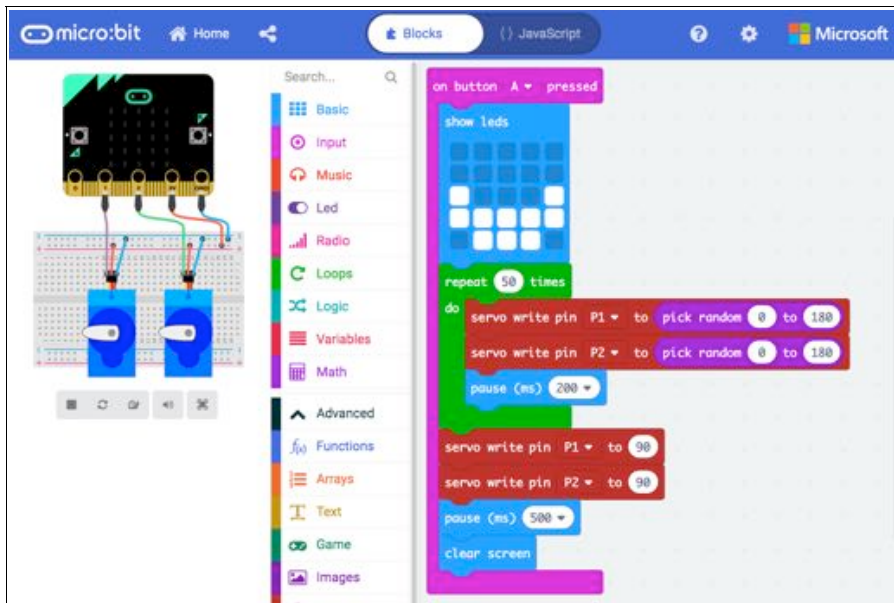 micro:bit Home Blocks {} JavaScript ? Microsoft
Search...
Basic
Input
Music
Led
Radio
Loops
Logic
Variables
Math
Advanced
f(x) Functions
Arrays
Text
Game
Images
on button A pressed
show leds
repeat 50 times
do servo write pin P1 to pick random 0 to 180
servo write pin P2 to pick random 0 to 180
pause (ms) 200
servo write pin P1 to 90
servo write pin P2 to 90
pause (ms) 500
clear screen